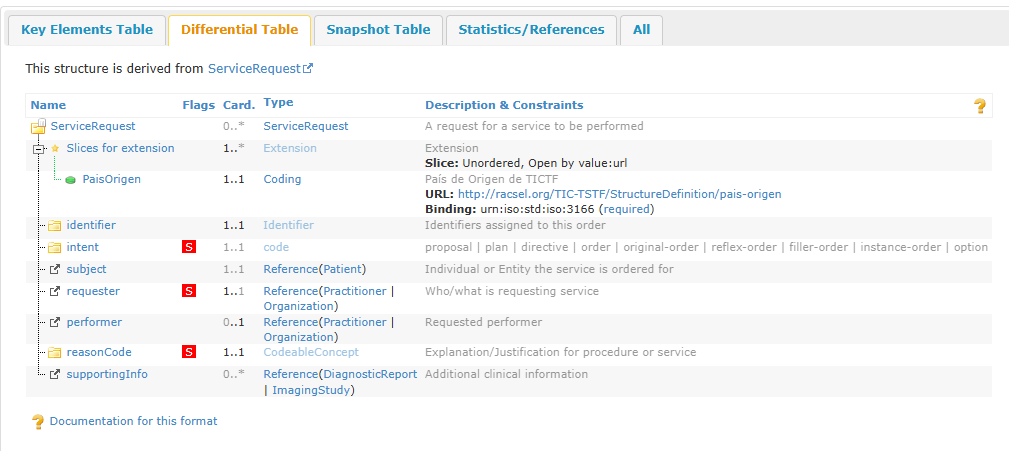 Key Elements Table Differential Table Snapshot Table Statistics/References All
This structure is derived from ServiceRequest
Name Flags Card. Type Description & Constraints
ServiceRequest 0..* ServiceRequest A request for a service to be performed
Slices for extension 1..* Extension Extension
Slice: Unordered, Open by value:url
PaisOrigen 1..1 Coding País de Origen de TICTF
URL: http://racsel.org/TIC-TSTF/StructureDefinition/pais-origen
Binding: urn:iso:std:iso:3166 (required)
identifier 1..1 Identifier Identifiers assigned to this order
intent S 1..1 code proposal | plan | directive | order | original-order | reflex-order | filler-order | instance-order | option
subject 1..1 Reference(Patient) Individual or Entity the service is ordered for
requester S 1..1 Reference(Practitioner | Who/what is requesting service
Organization)
performer 0..1 Reference(Practitioner | Requested performer
Organization)
reasonCode S 1..1 CodeableConcept Explanation/Justification for procedure or service
supportingInfo 0..* Reference(DiagnosticReport Additional clinical information
| ImagingStudy)
Documentation for this format